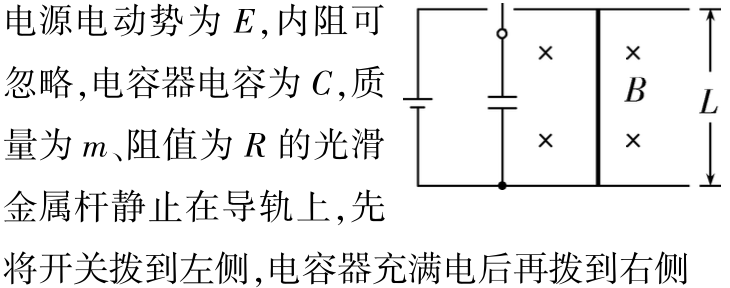 电源电动势为 E,内阻可
忽略,电容器电容为 C,质
量为 m、阻值为 R 的光滑
金属杆静止在导轨上,先
将开关拨到左侧,电容器充满电后再拨到右侧
× ×
B
L
× ×